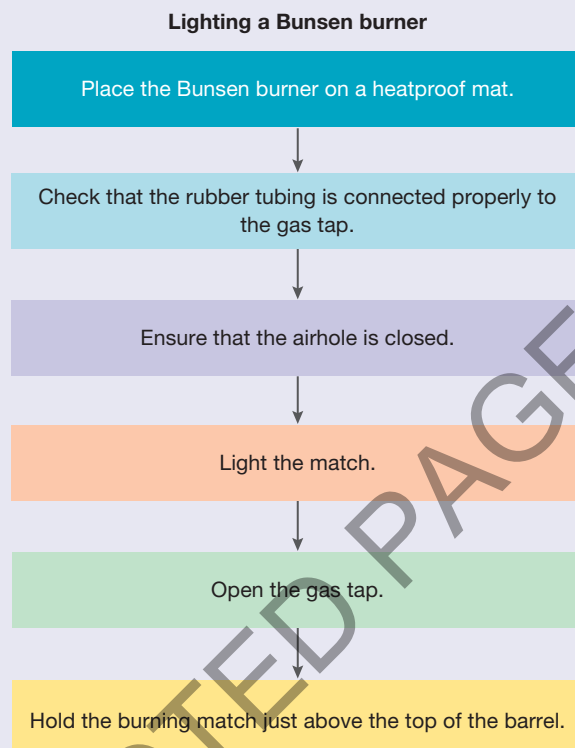 Lighting a Bunsen burner
Place the Bunsen burner on a heatproof mat.
Check that the rubber tubing is connected properly to
the gas tap.
Ensure that the airhole is closed.
Light the match.
Open the gas tap.
Hold the burning match just above the top of the barrel.